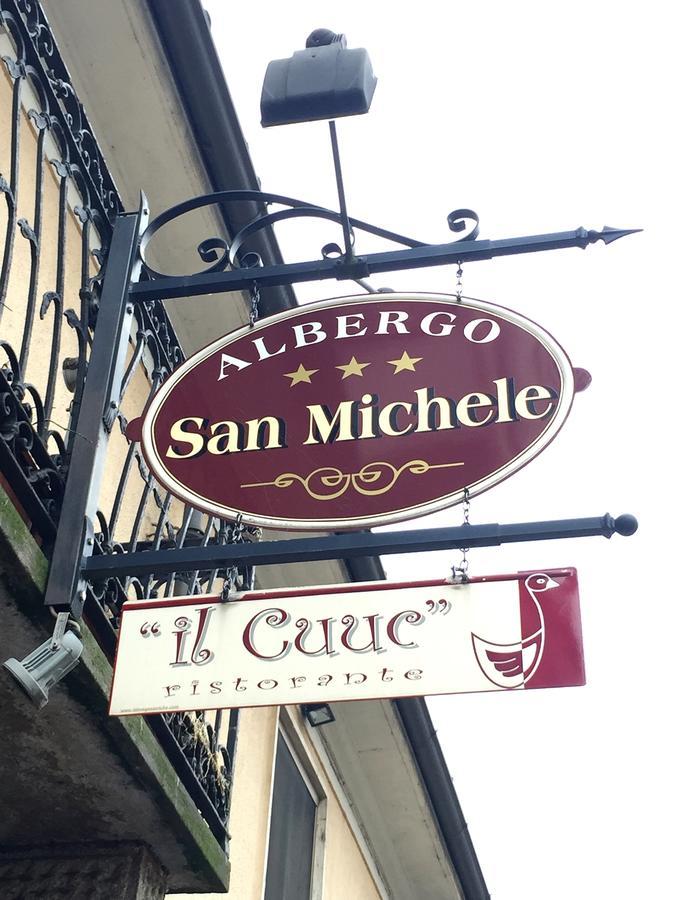 ALBERGO
San Michele
"il Cuuc"
ristorante